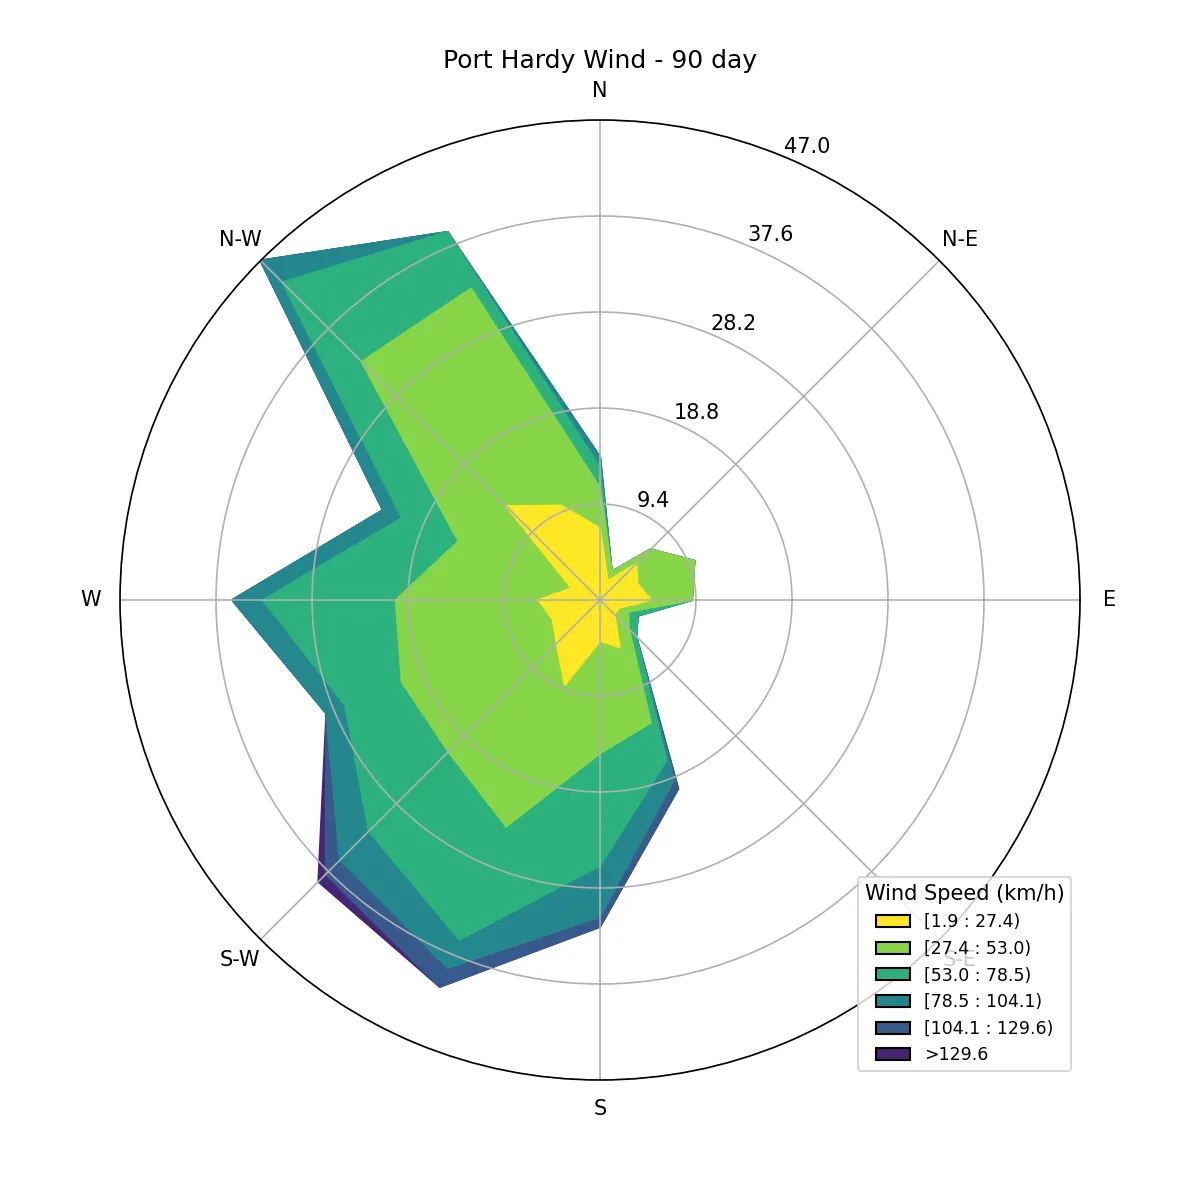 Port Hardy Wind - 90 day
N
47.0
N-W
37.6
N-E
28.2
18.8
9.4
W
E
S-W
S-E
S
Wind Speed (km/h)
[1.9 : 27.4)
[27.4 : 53.0)
[53.0 : 78.5)
[78.5 : 104.1)
[104.1 : 129.6)
>129.6